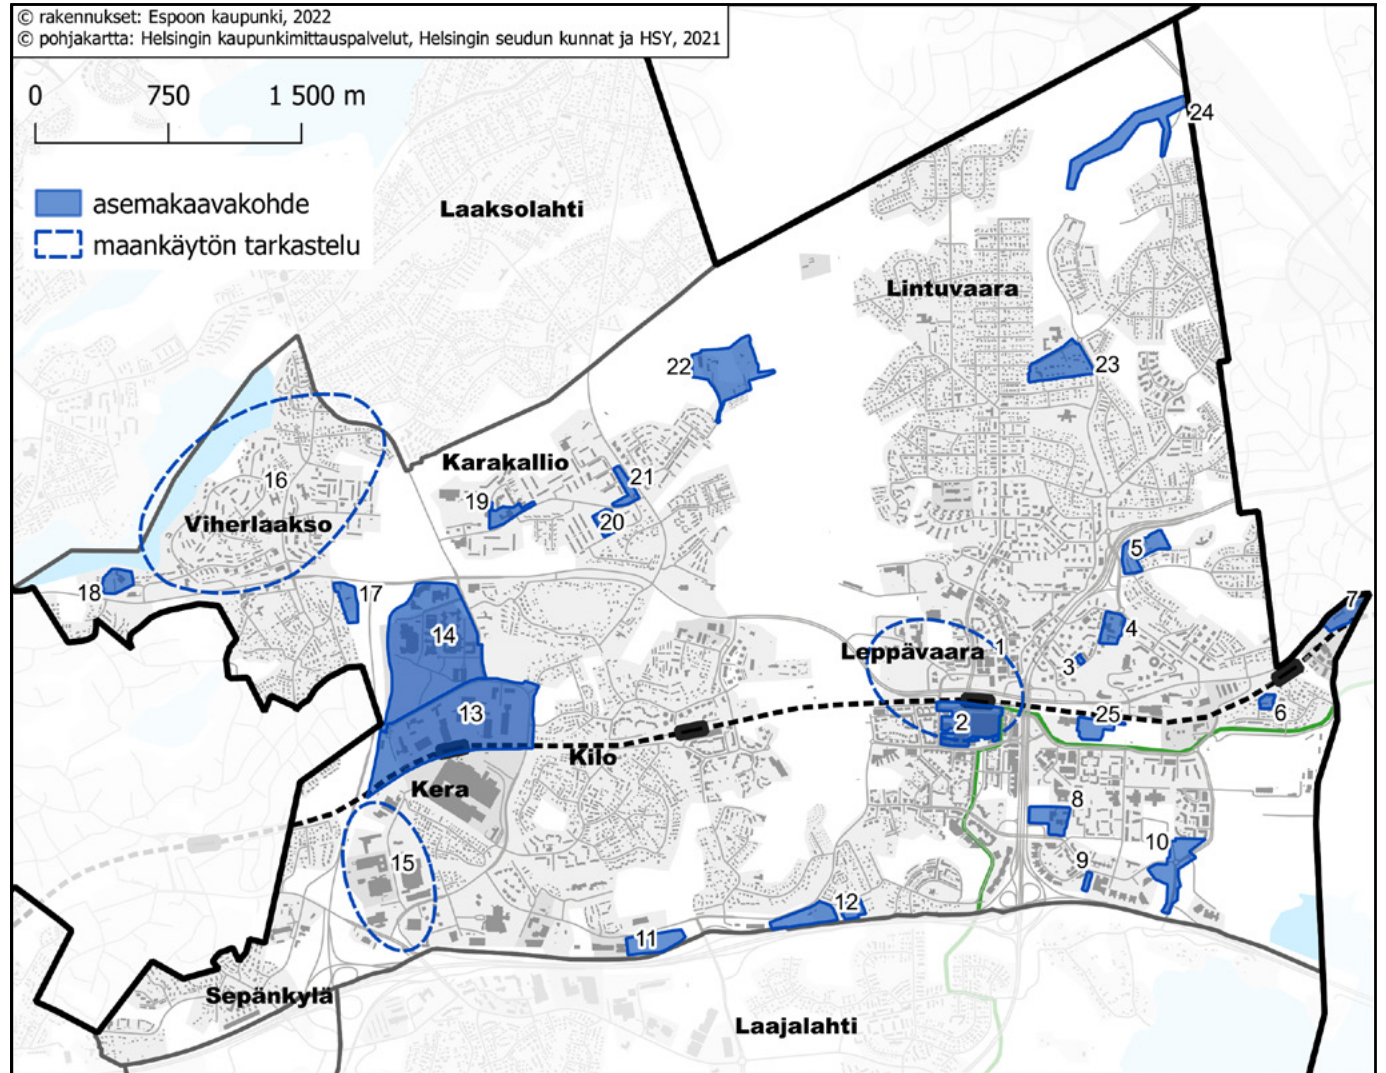 © rakennukset: Espoon kaupunki, 2022
© pohjakartta: Helsingin kaupunkimittauspalvelut, Helsingin seudun kunnat ja HSY, 2021
0 750 1 500 m
asemakaavakohde
maankäytön tarkastelu
24
Laaksolahti
Lintuvaara
22
23
Karakallio
21
16
19
20
Viherlaakso
5
18
17
7
14
4
Leppävaara
1
3
6
13
2
25
Kilo
Kera
8
10
15
9
12
11
Sepänkylä
Laajalahti